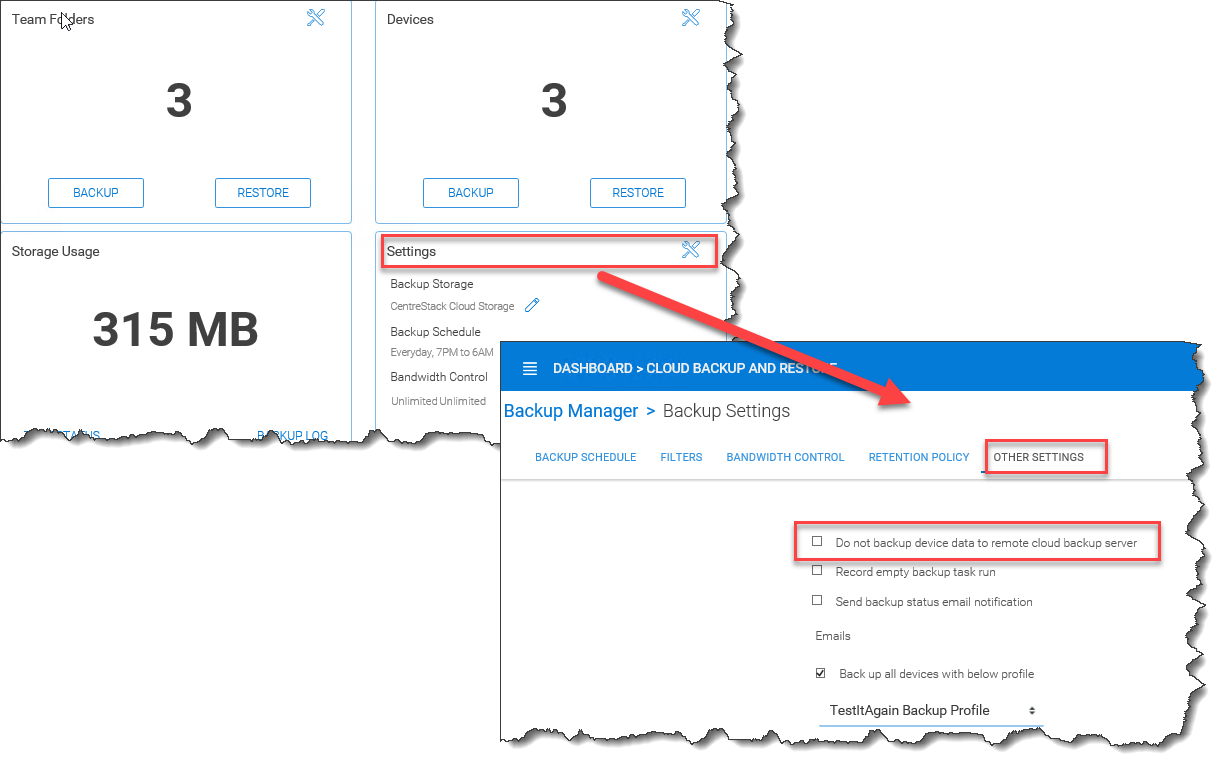 Team Folders
Devices
3
3
BACKUP
RESTORE
BACKUP
RESTORE
Storage Usage
315 MB
BACKUP LOG
Settings
Backup Storage
CentreStack Cloud Storage
Backup Schedule
Everyday, 7PM to 6AM
Bandwidth Control
Unlimited Unlimited
DASHBOARD > CLOUD BACKUP AND RESTORE
Backup Manager > Backup Settings
BACKUP SCHEDULE
FILTERS
BANDWIDTH CONTROL
RETENTION POLICY
OTHER SETTINGS
Do not backup device data to remote cloud backup server
Record empty backup task run
Send backup status email notification
Emails
Back up all devices with below profile
TestItAgain Backup Profile